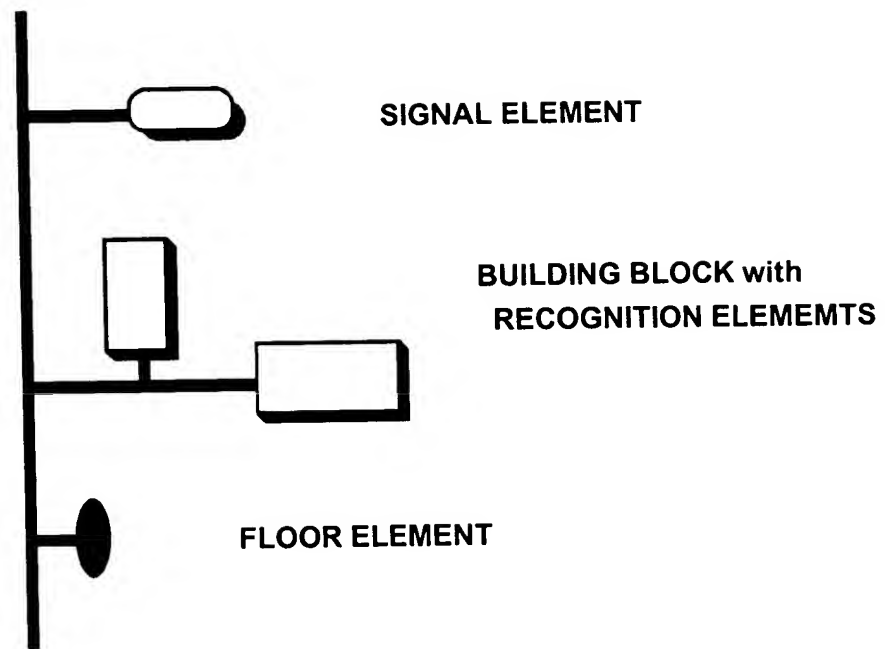 SIGNAL ELEMENT
BUILDING BLOCK with
RECOGNITION ELEMEMTS
FLOOR ELEMENT